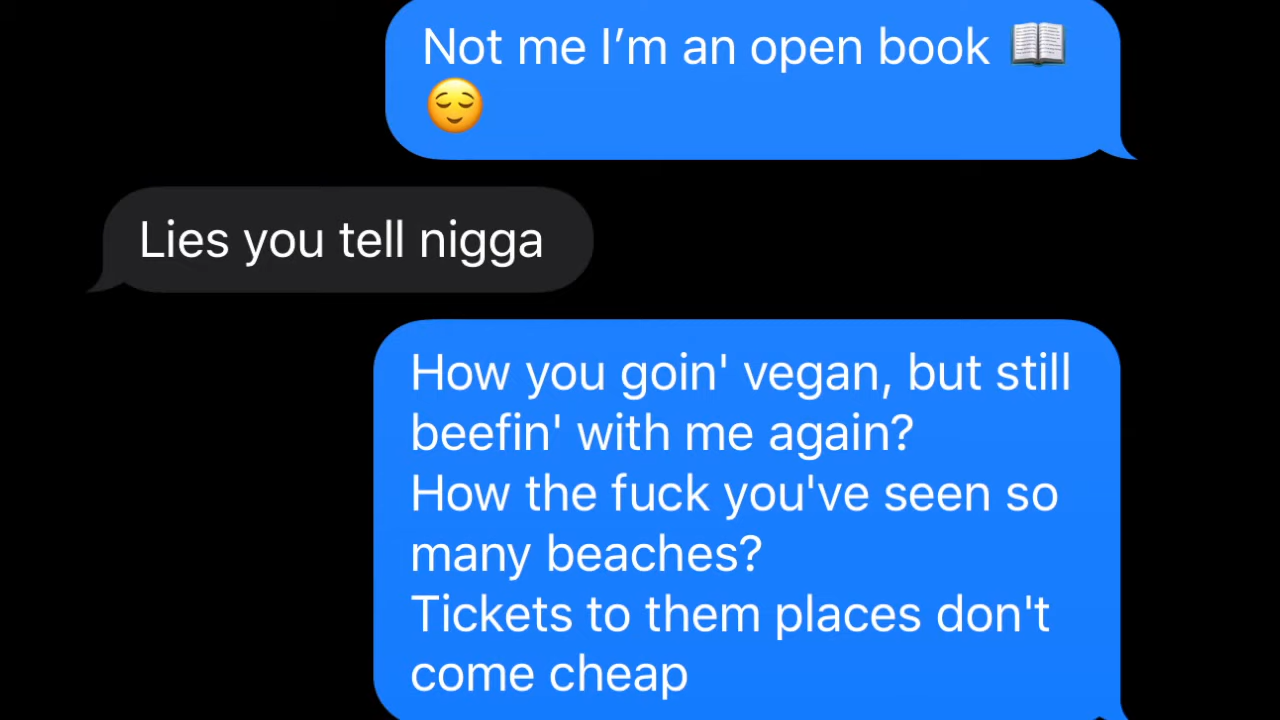 Not me I’m an open book 📖
😌
Lies you tell nigga
How you goin' vegan, but still
beefin' with me again?
How the fuck you've seen so
many beaches?
Tickets to them places don't
come cheap